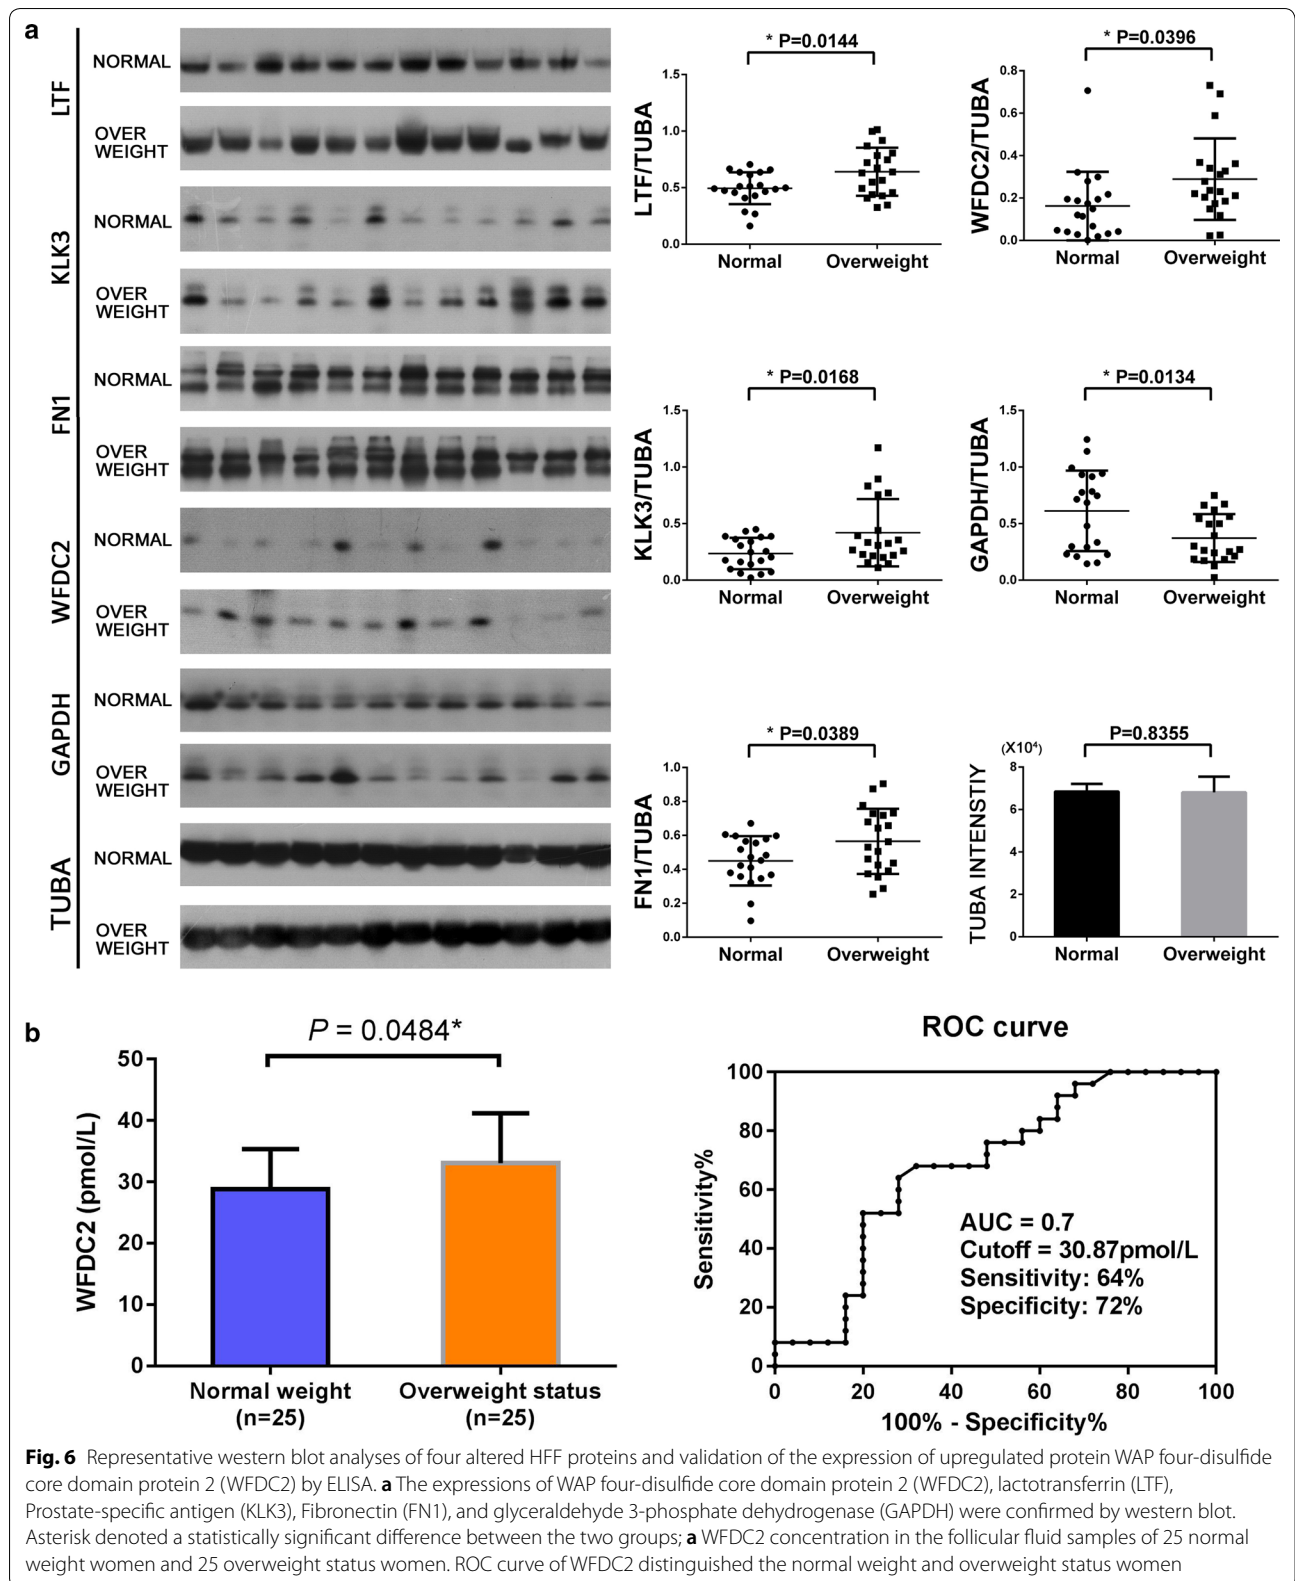 a
LTF
NORMAL
OVER
WEIGHT
KLK3
NORMAL
OVER
WEIGHT
FN1
NORMAL
OVER
WEIGHT
WFDC2
NORMAL
OVER
WEIGHT
GAPDH
NORMAL
OVER
WEIGHT
TUBA
NORMAL
OVER
WEIGHT
* P=0.0144
LTF/TUBA
1.5
1.0
0.5
0.0
Normal Overweight
* P=0.0396
WFDC2/TUBA
0.8
0.6
0.4
0.2
0.0
Normal Overweight
* P=0.0168
KLK3/TUBA
1.5
1.0
0.5
0.0
Normal Overweight
* P=0.0134
GAPDH/TUBA
1.5
1.0
0.5
0.0
Normal Overweight
* P=0.0389
FN1/TUBA
1.0
0.8
0.6
0.4
0.2
0.0
Normal Overweight
P=0.8355
(X10⁴)
TUBA INTENSTIY
8
6
4
2
0
Normal Overweight
b
P = 0.0484*
WFDC2 (pmol/L)
50
40
30
20
10
0
Normal weight Overweight status
(n=25) (n=25)
ROC curve
Sensitivity%
100
80
60
40
20
0
AUC = 0.7
Cutoff = 30.87pmol/L
Sensitivity: 64%
Specificity: 72%
0 20 40 60 80 100
100% - Specificity%
Fig. 6 Representative western blot analyses of four altered HFF proteins and validation of the expression of upregulated protein WAP four-disulfide
core domain protein 2 (WFDC2) by ELISA. a The expressions of WAP four-disulfide core domain protein 2 (WFDC2), lactotransferrin (LTF),
Prostate-specific antigen (KLK3), Fibronectin (FN1), and glyceraldehyde 3-phosphate dehydrogenase (GAPDH) were confirmed by western blot.
Asterisk denoted a statistically significant difference between the two groups; a WFDC2 concentration in the follicular fluid samples of 25 normal
weight women and 25 overweight status women. ROC curve of WFDC2 distinguished the normal weight and overweight status women